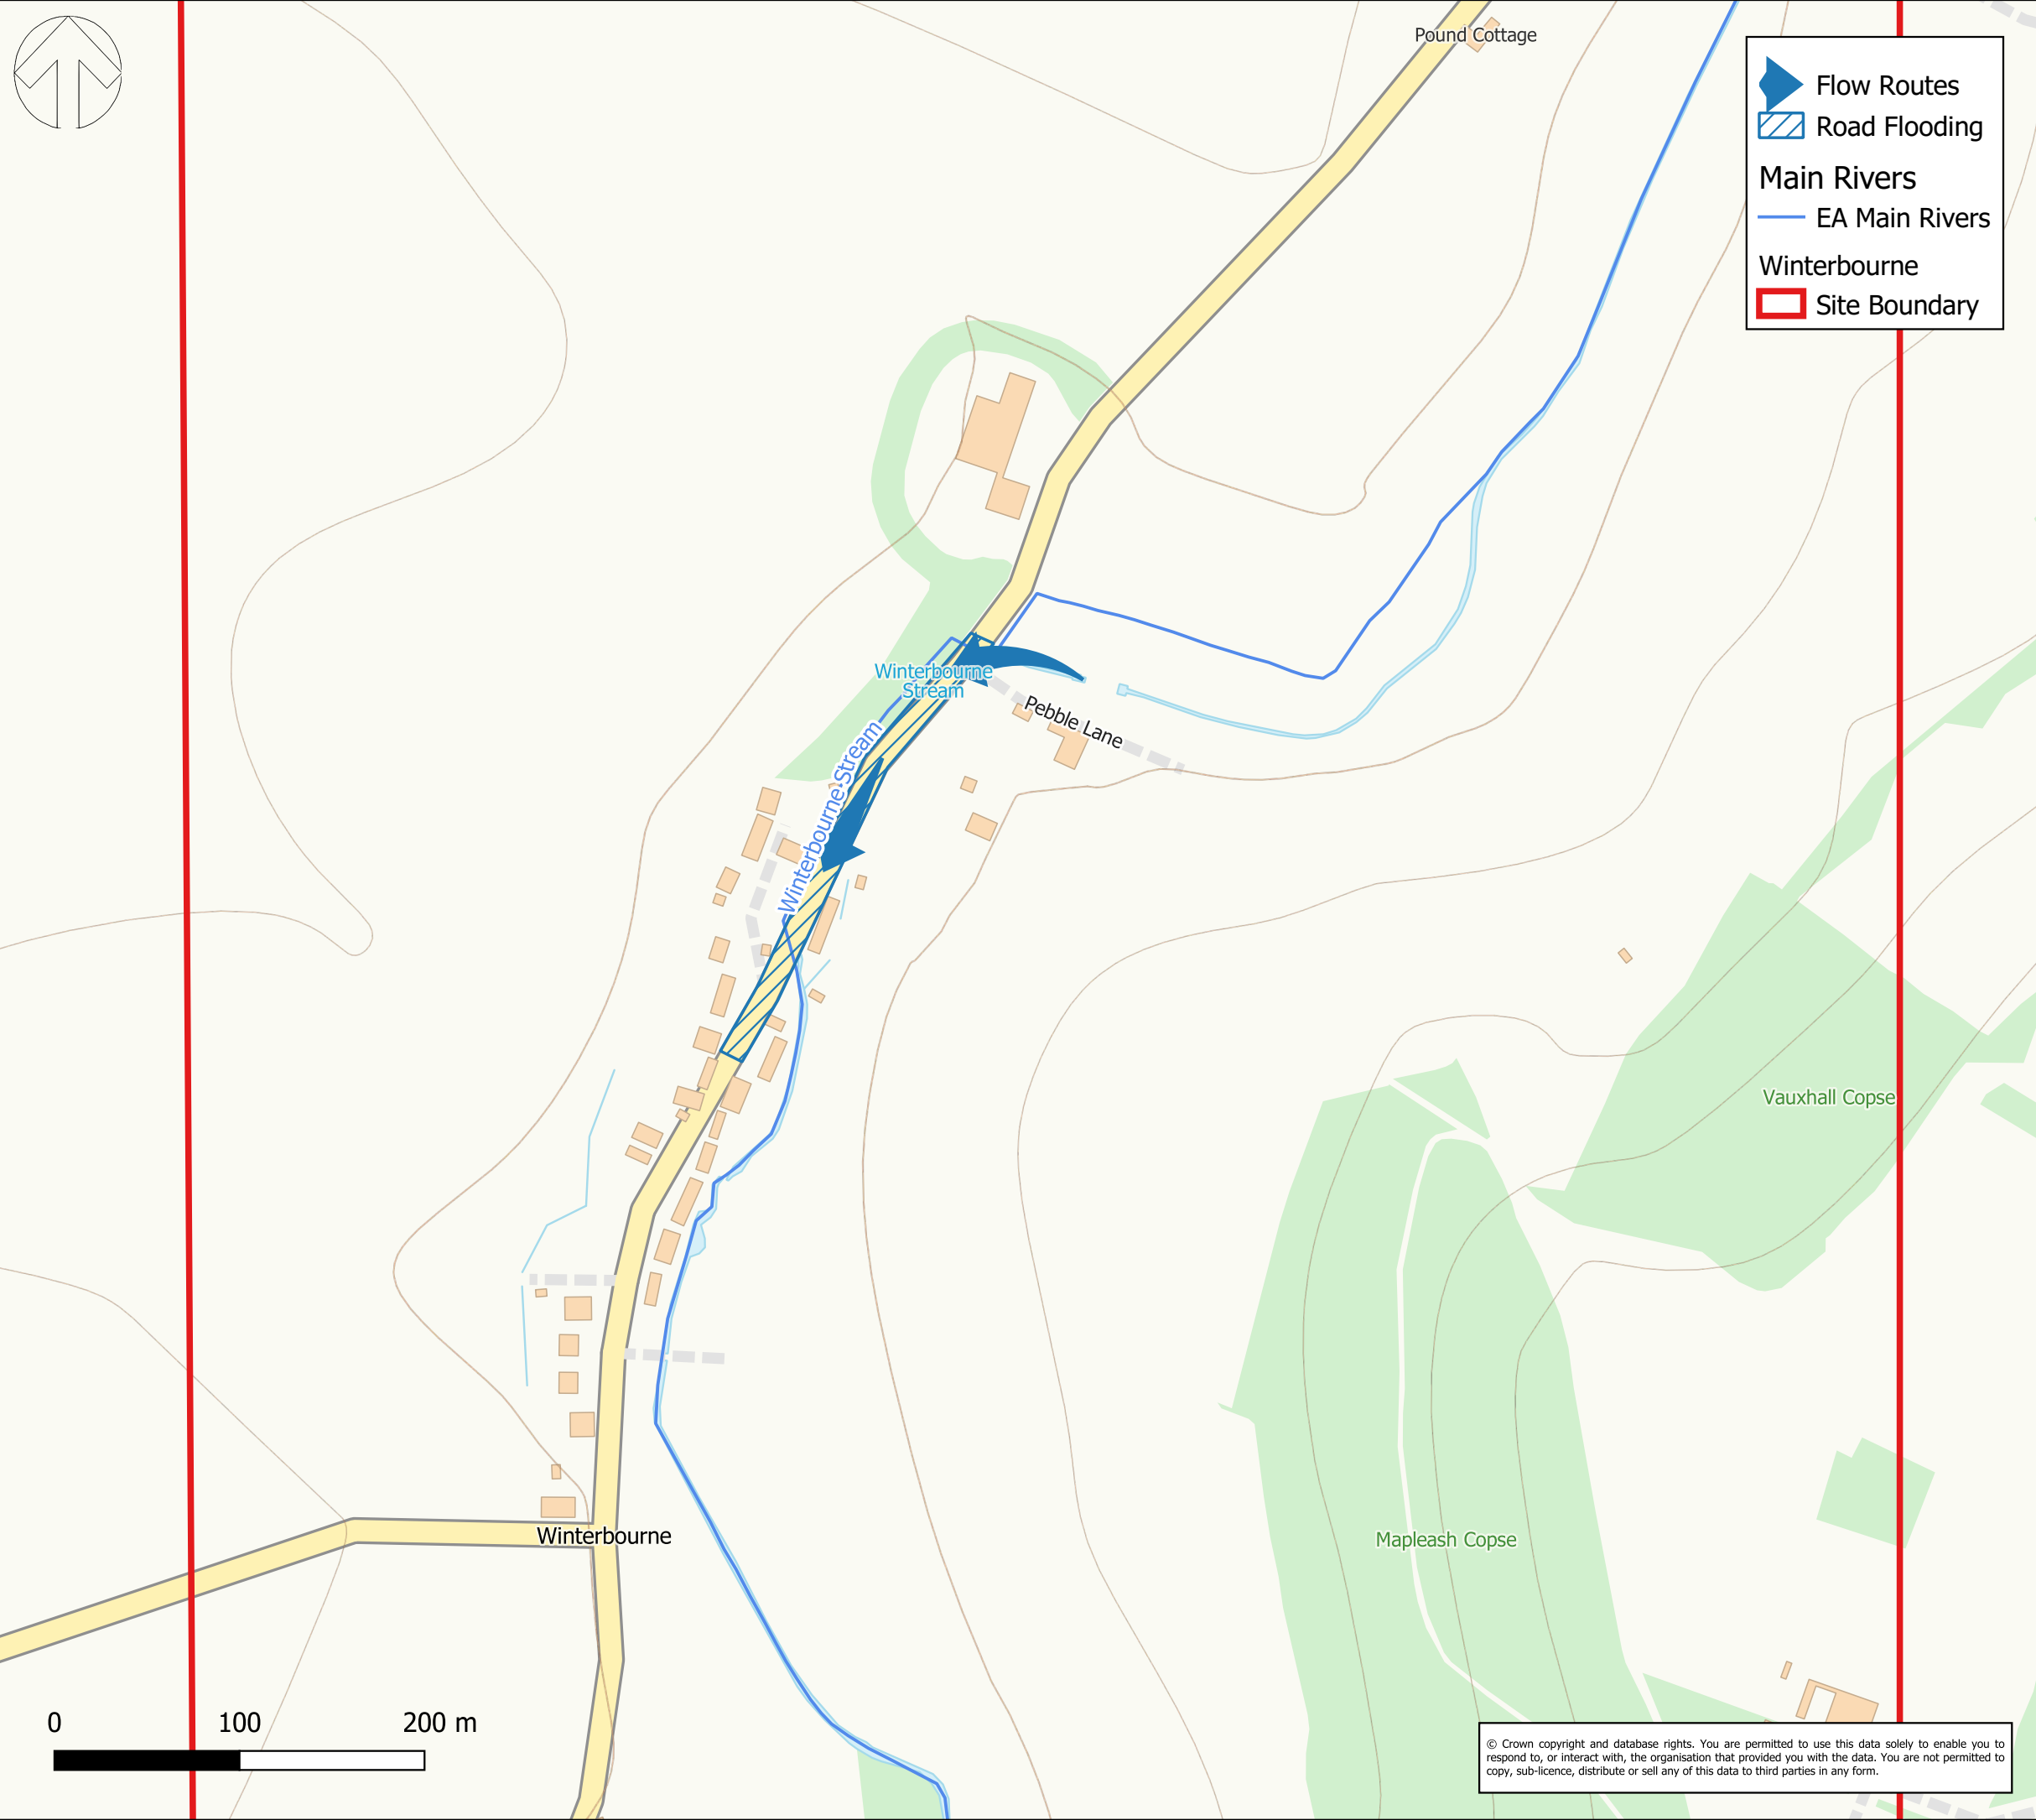 Pound Cottage
Flow Routes
Road Flooding
Main Rivers
EA Main Rivers
Winterbourne
Site Boundary
Winterbourne
Stream
Pebble Lane
Winterbourne Stream
Vauxhall Copse
Winterbourne
Mapleash Copse
0 100 200 m
© Crown copyright and database rights. You are permitted to use this data solely to enable you to
respond to, or interact with, the organisation that provided you with the data. You are not permitted to
copy, sub-licence, distribute or sell any of this data to third parties in any form.